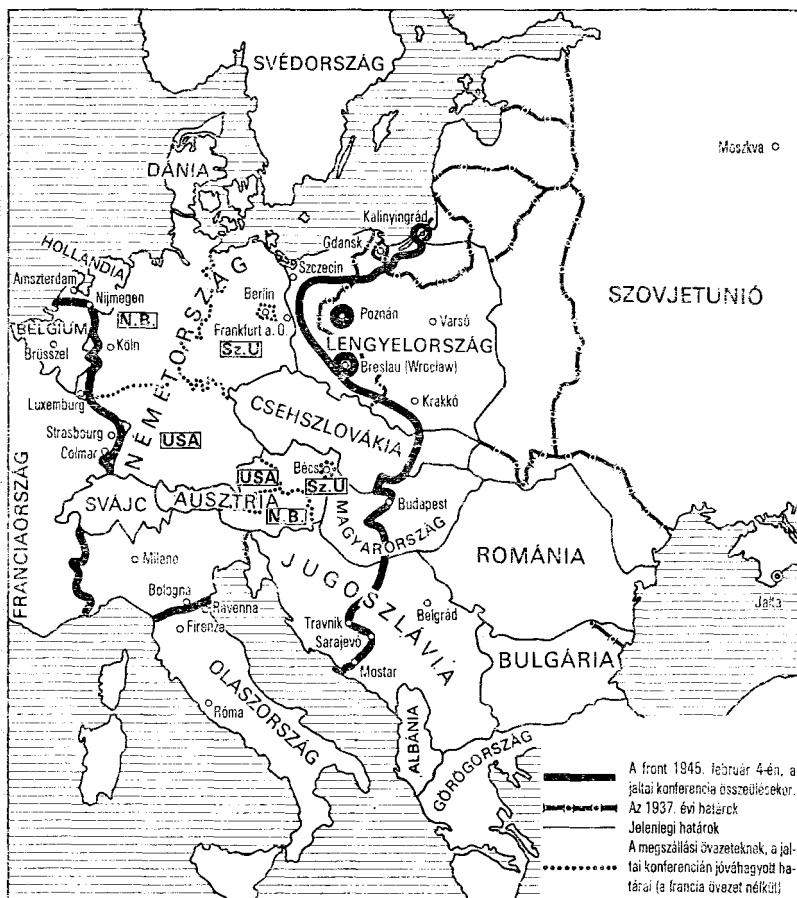 SVÉDORSZÁG
Moszkva
DÁNIA
Kalinyingrád
Gdansk
HOLLANDIA
Szczecin
Amszterdam
Nijmegen
Berlin
Poznán
Varsó
SZOVJETUNIÓ
N.B.
BELGIUM
Brüsszel
Köln
Frankfurt a. O.
Sz.U
LENGYELORSZÁG
Breslau (Wrocław)
NÉMETORSZÁG
Luxemburg
Krakkó
CSEHSZLOVÁKIA
Strasbourg
USA
Colmar
USA
Bécs
Sz.U
SVÁJC
AUSZTRIA
N.B.
Budapest
MAGYARORSZÁG
FRANCIAORSZÁG
Milano
ROMÁNIA
JUGOSZLÁVIA
Bologna
Ravenna
Firenze
Travnik
Belgrád
Jalta
Sarajevó
Mostar
BULGÁRIA
OLASZORSZÁG
Róma
ALBÁNIA
GÖRÖGORSZÁG
A front 1945. február 4-én, a
jaltai konferencia összeülésekor.
Az 1937. évi határok
Jelenlegi határok
A megszállási övezeteknek, a jal-
tai konferencián jóváhagyott ha-
tárai (a francia övezet nélkül)